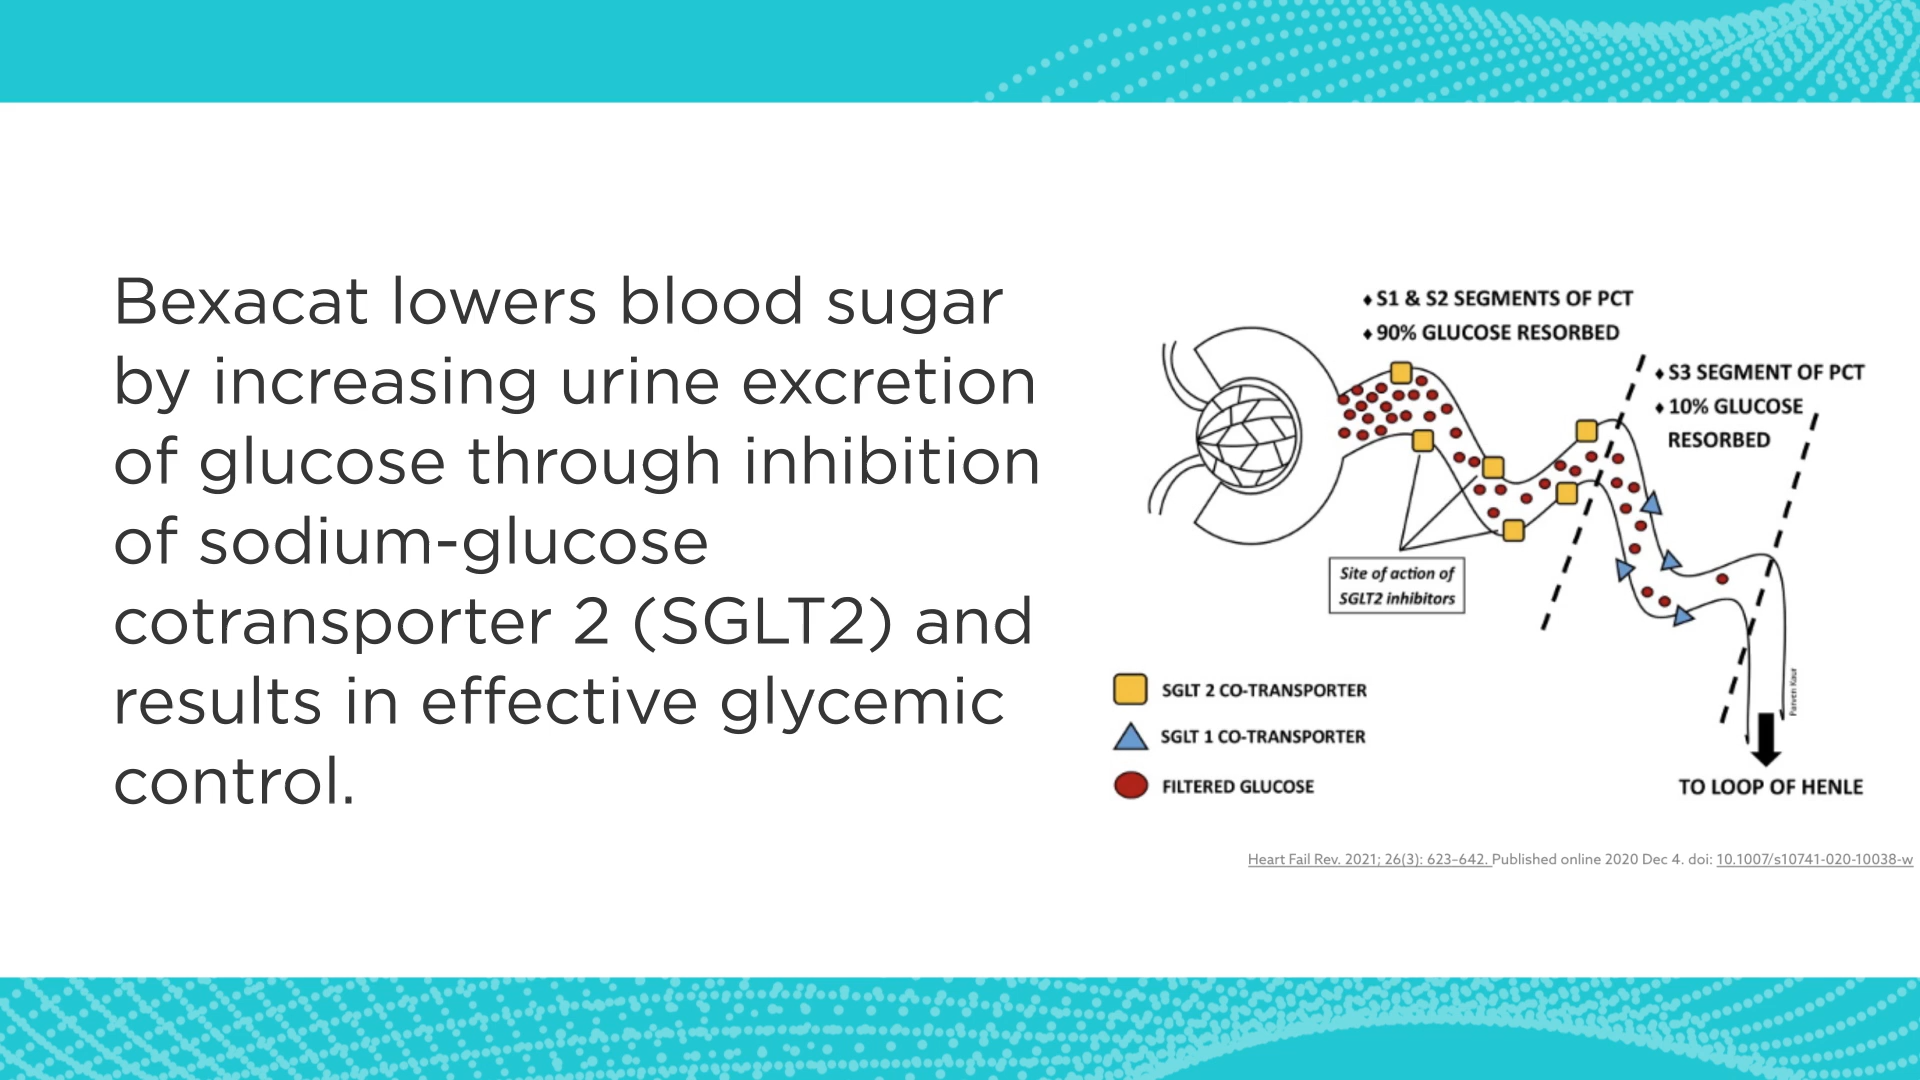 Bexacat lowers blood sugar
by increasing urine excretion
of glucose through inhibition
of sodium-glucose
cotransporter 2 (SGLT2) and
results in effective glycemic
control.
♦ S1 & S2 SEGMENTS OF PCT
♦ 90% GLUCOSE RESORBED
♦ S3 SEGMENT OF PCT
♦ 10% GLUCOSE
RESORBED
Site of action of
SGLT2 inhibitors
SGLT 2 CO-TRANSPORTER
SGLT 1 CO-TRANSPORTER
FILTERED GLUCOSE
Parveen Kaur
TO LOOP OF HENLE
Heart Fail Rev. 2021; 26(3): 623–642. Published online 2020 Dec 4. doi: 10.1007/s10741-020-10038-w